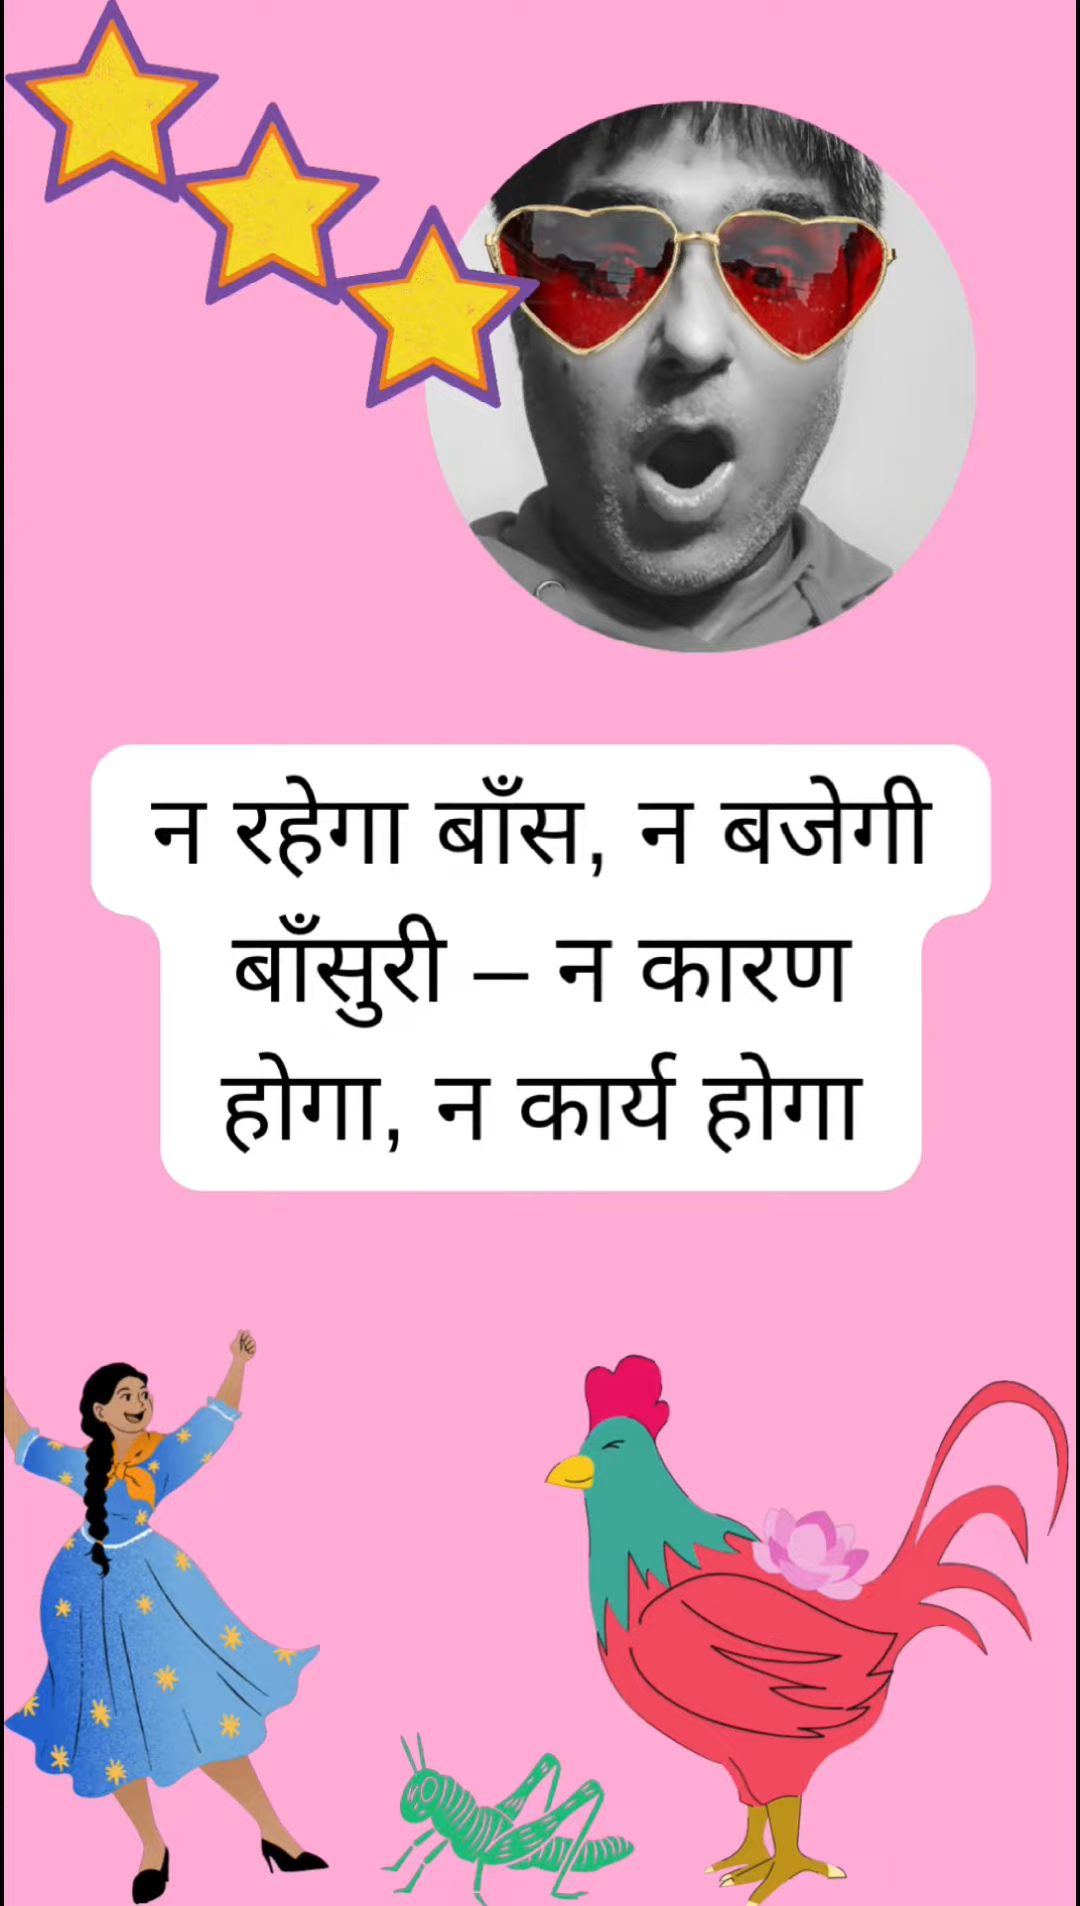 न रहेगा बाँस, न बजेगी
बाँसुरी – न कारण
होगा, न कार्य होगा